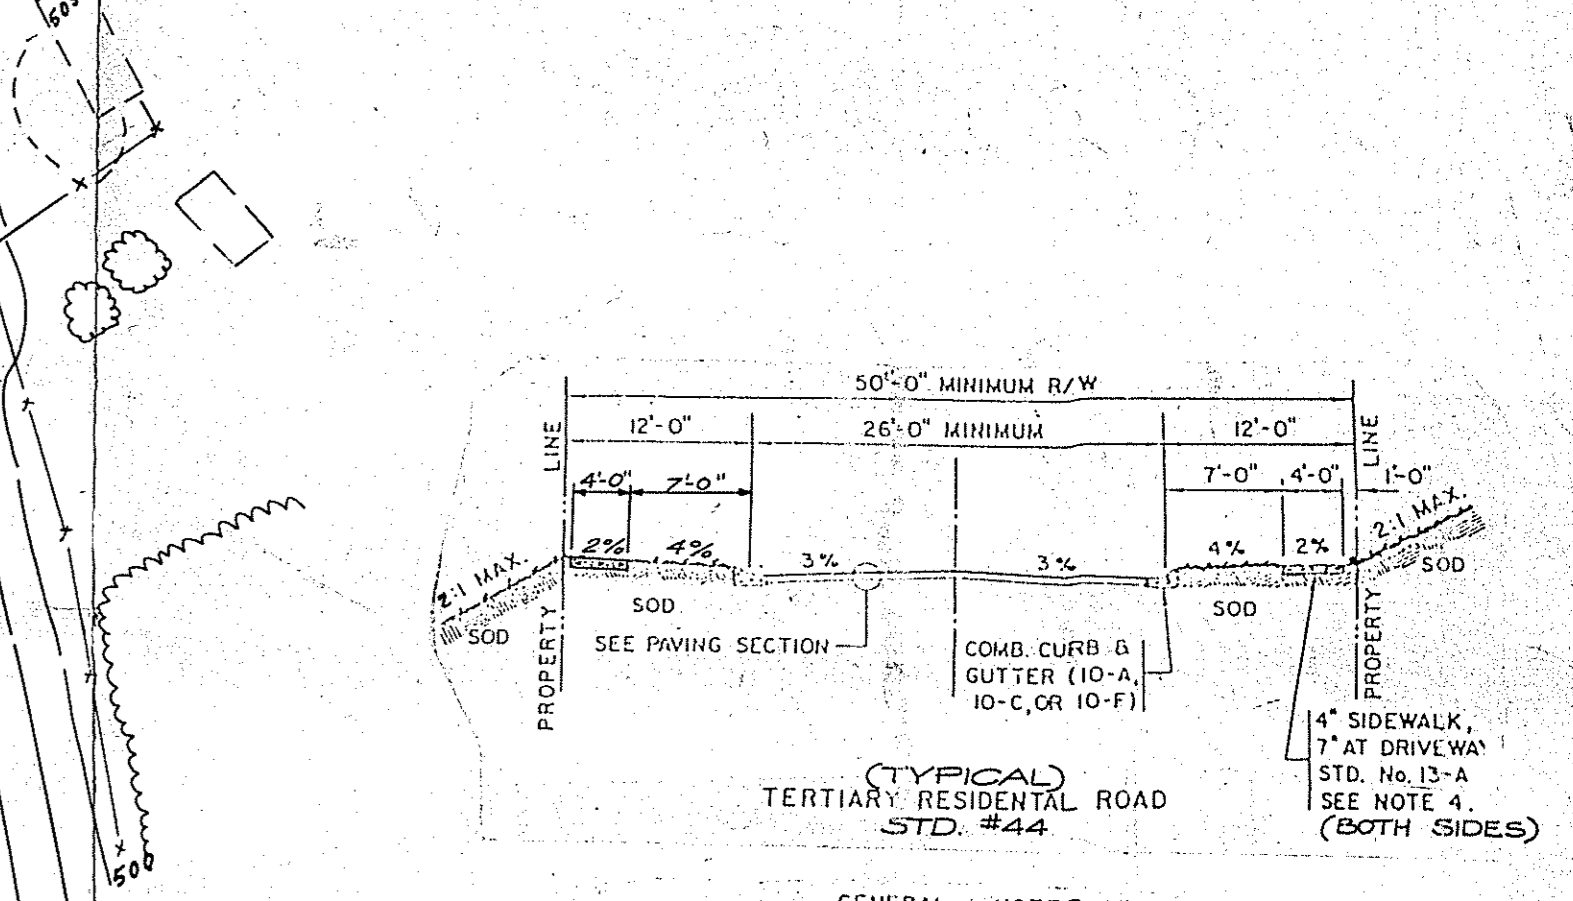 50'-0" MINIMUM R/W
12'-0" 26'-0" MINIMUM 12'-0"
LINE LINE
4'-0" 7'-0" 7'-0" 4'-0" 1'-0"
2:1 MAX. 2% 4% 3% 3% 4% 2% 2:1 MAX.
SOD SOD SOD SOD
PROPERTY PROPERTY
SEE PAVING SECTION
COMB. CURB &
GUTTER (10-A,
10-C, OR 10-F)
4" SIDEWALK,
7" AT DRIVEWAY
STD. No. 13-A
SEE NOTE 4.
(BOTH SIDES)
(TYPICAL)
TERTIARY RESIDENTAL ROAD
STD. #44
500